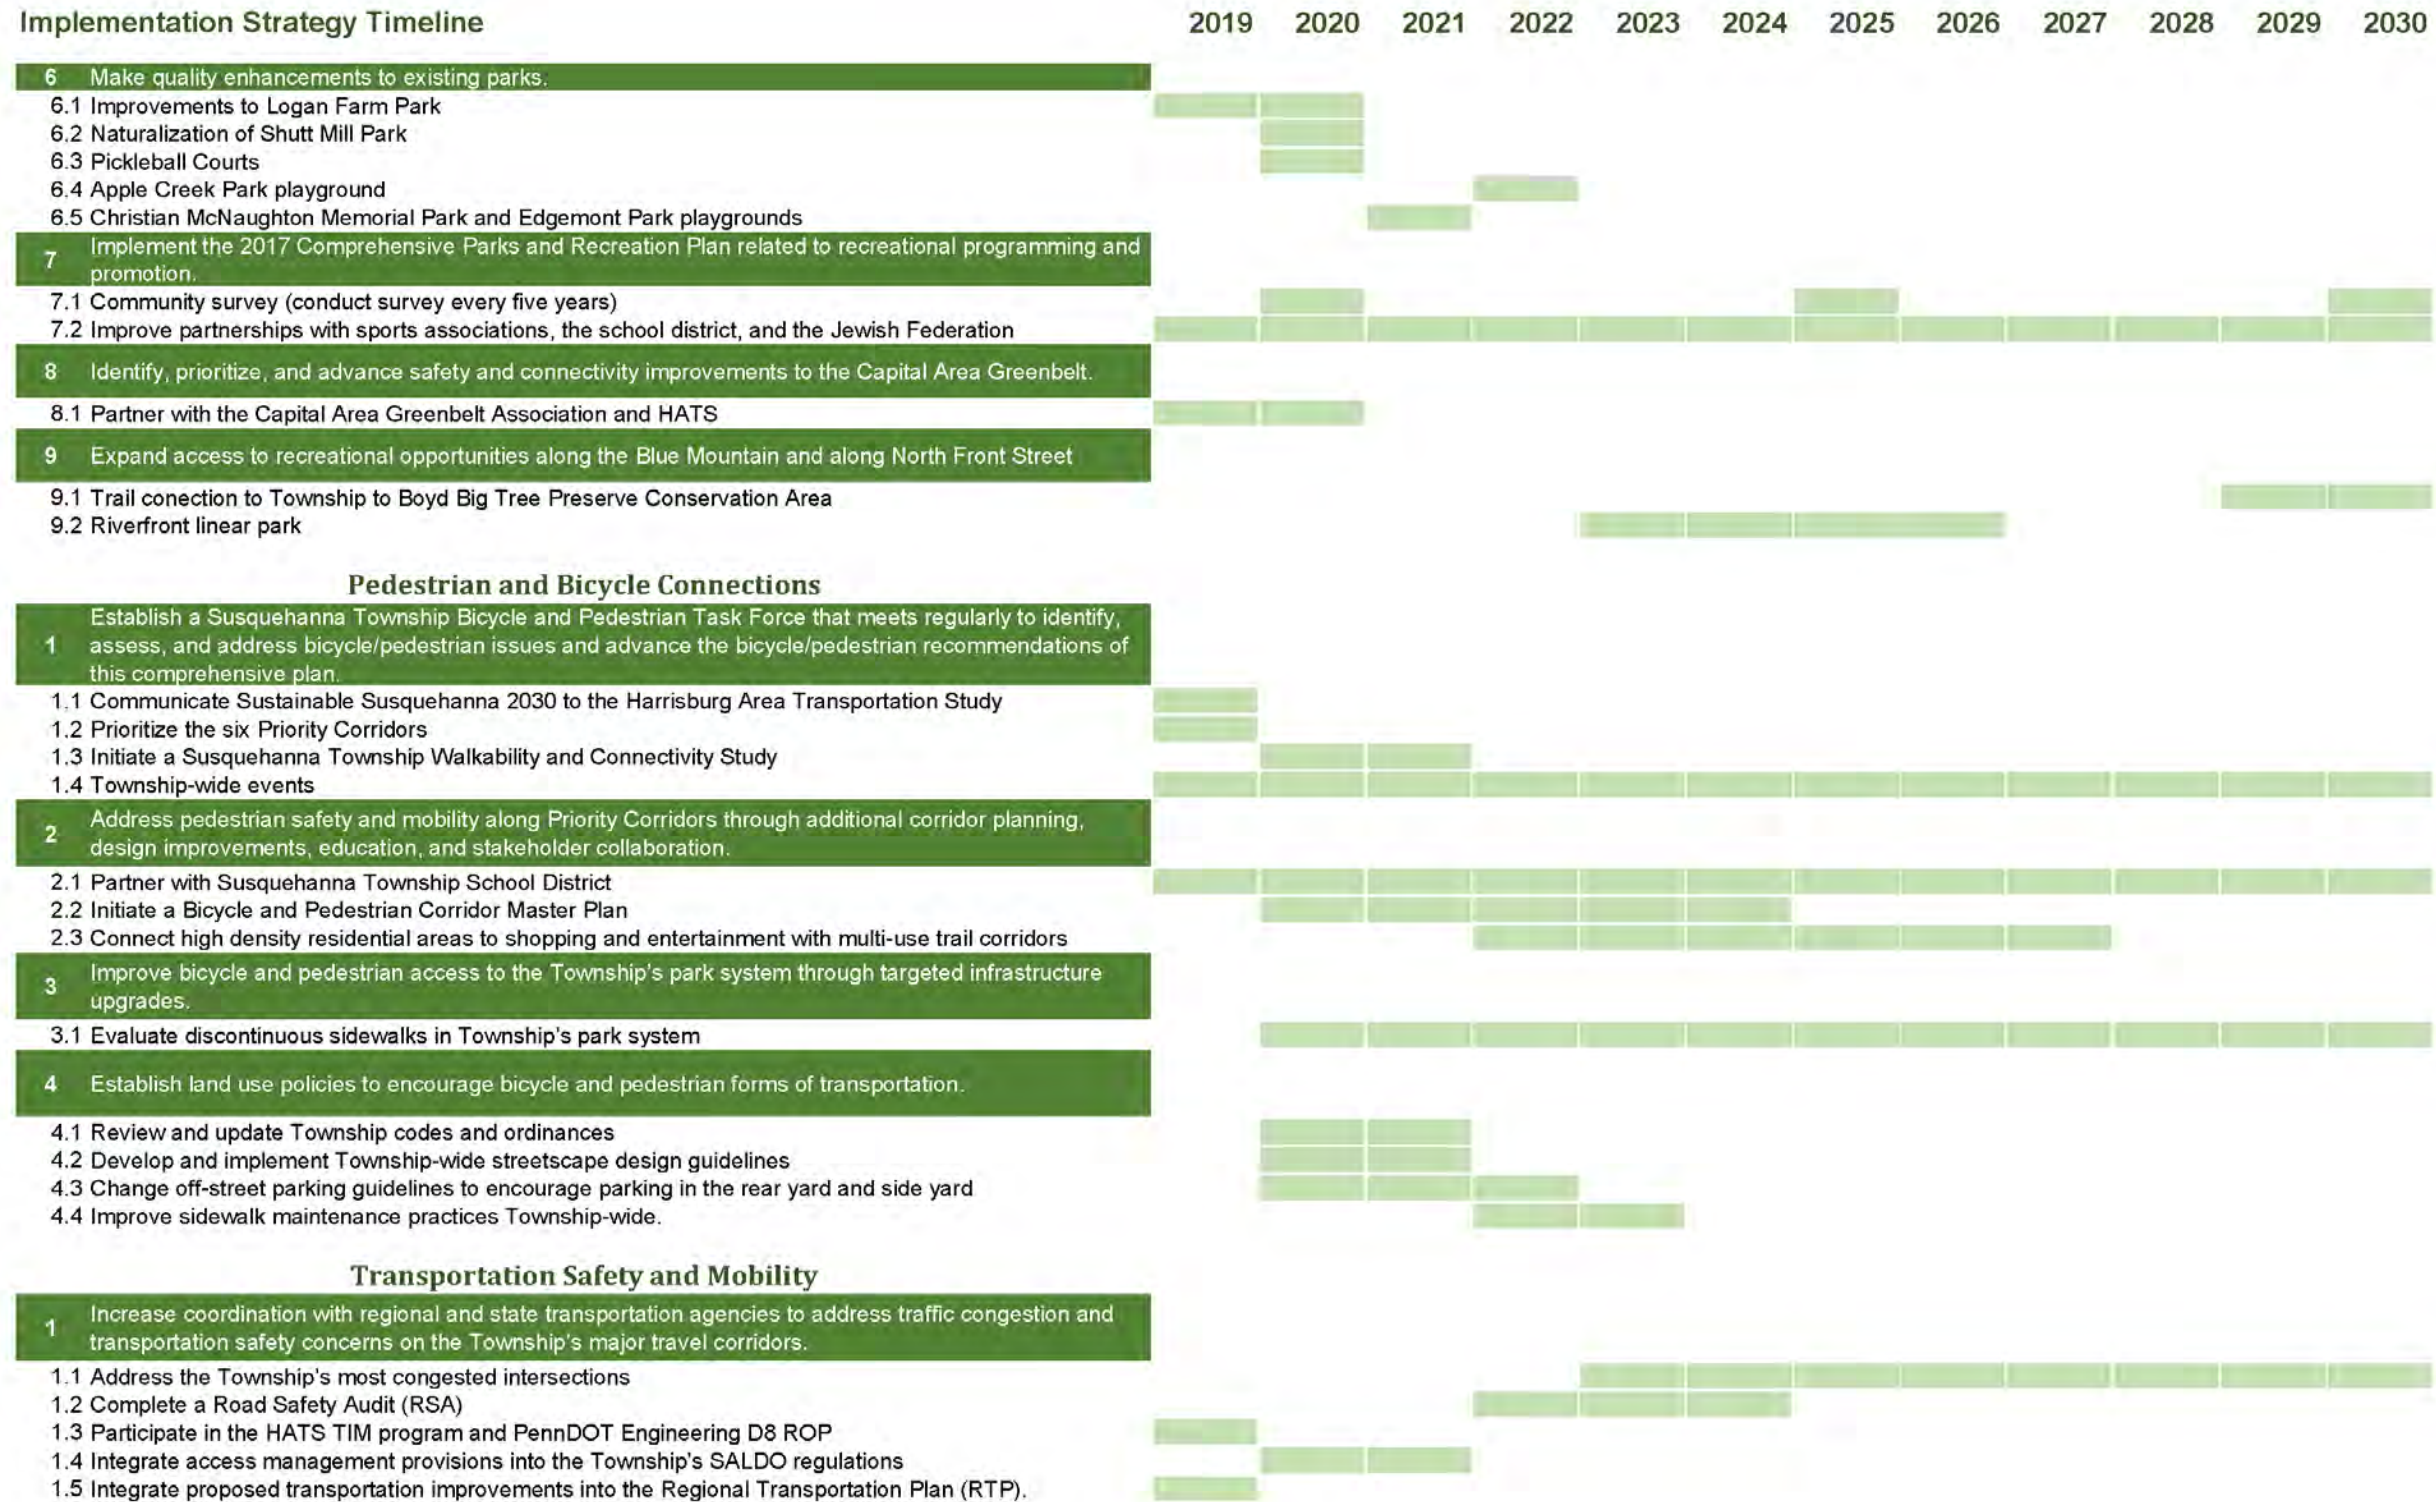 Implementation Strategy Timeline 2019 2020 2021 2022 2023 2024 2025 2026 2027 2028 2029 2030
6 Make quality enhancements to existing parks.
6.1 Improvements to Logan Farm Park
6.2 Naturalization of Shutt Mill Park
6.3 Pickleball Courts
6.4 Apple Creek Park playground
6.5 Christian McNaughton Memorial Park and Edgemont Park playgrounds
7 Implement the 2017 Comprehensive Parks and Recreation Plan related to recreational programming and
promotion.
7.1 Community survey (conduct survey every five years)
7.2 Improve partnerships with sports associations, the school district, and the Jewish Federation
8 Identify, prioritize, and advance safety and connectivity improvements to the Capital Area Greenbelt.
8.1 Partner with the Capital Area Greenbelt Association and HATS
9 Expand access to recreational opportunities along the Blue Mountain and along North Front Street
9.1 Trail conection to Township to Boyd Big Tree Preserve Conservation Area
9.2 Riverfront linear park
Pedestrian and Bicycle Connections
Establish a Susquehanna Township Bicycle and Pedestrian Task Force that meets regularly to identify,
1 assess, and address bicycle/pedestrian issues and advance the bicycle/pedestrian recommendations of
this comprehensive plan.
1.1 Communicate Sustainable Susquehanna 2030 to the Harrisburg Area Transportation Study
1.2 Prioritize the six Priority Corridors
1.3 Initiate a Susquehanna Township Walkability and Connectivity Study
1.4 Township-wide events
2 Address pedestrian safety and mobility along Priority Corridors through additional corridor planning,
design improvements, education, and stakeholder collaboration.
2.1 Partner with Susquehanna Township School District
2.2 Initiate a Bicycle and Pedestrian Corridor Master Plan
2.3 Connect high density residential areas to shopping and entertainment with multi-use trail corridors
3 Improve bicycle and pedestrian access to the Township's park system through targeted infrastructure
upgrades.
3.1 Evaluate discontinuous sidewalks in Township's park system
4 Establish land use policies to encourage bicycle and pedestrian forms of transportation.
4.1 Review and update Township codes and ordinances
4.2 Develop and implement Township-wide streetscape design guidelines
4.3 Change off-street parking guidelines to encourage parking in the rear yard and side yard
4.4 Improve sidewalk maintenance practices Township-wide.
Transportation Safety and Mobility
1 Increase coordination with regional and state transportation agencies to address traffic congestion and
transportation safety concerns on the Township's major travel corridors.
1.1 Address the Township's most congested intersections
1.2 Complete a Road Safety Audit (RSA)
1.3 Participate in the HATS TIM program and PennDOT Engineering D8 ROP
1.4 Integrate access management provisions into the Township's SALDO regulations
1.5 Integrate proposed transportation improvements into the Regional Transportation Plan (RTP).